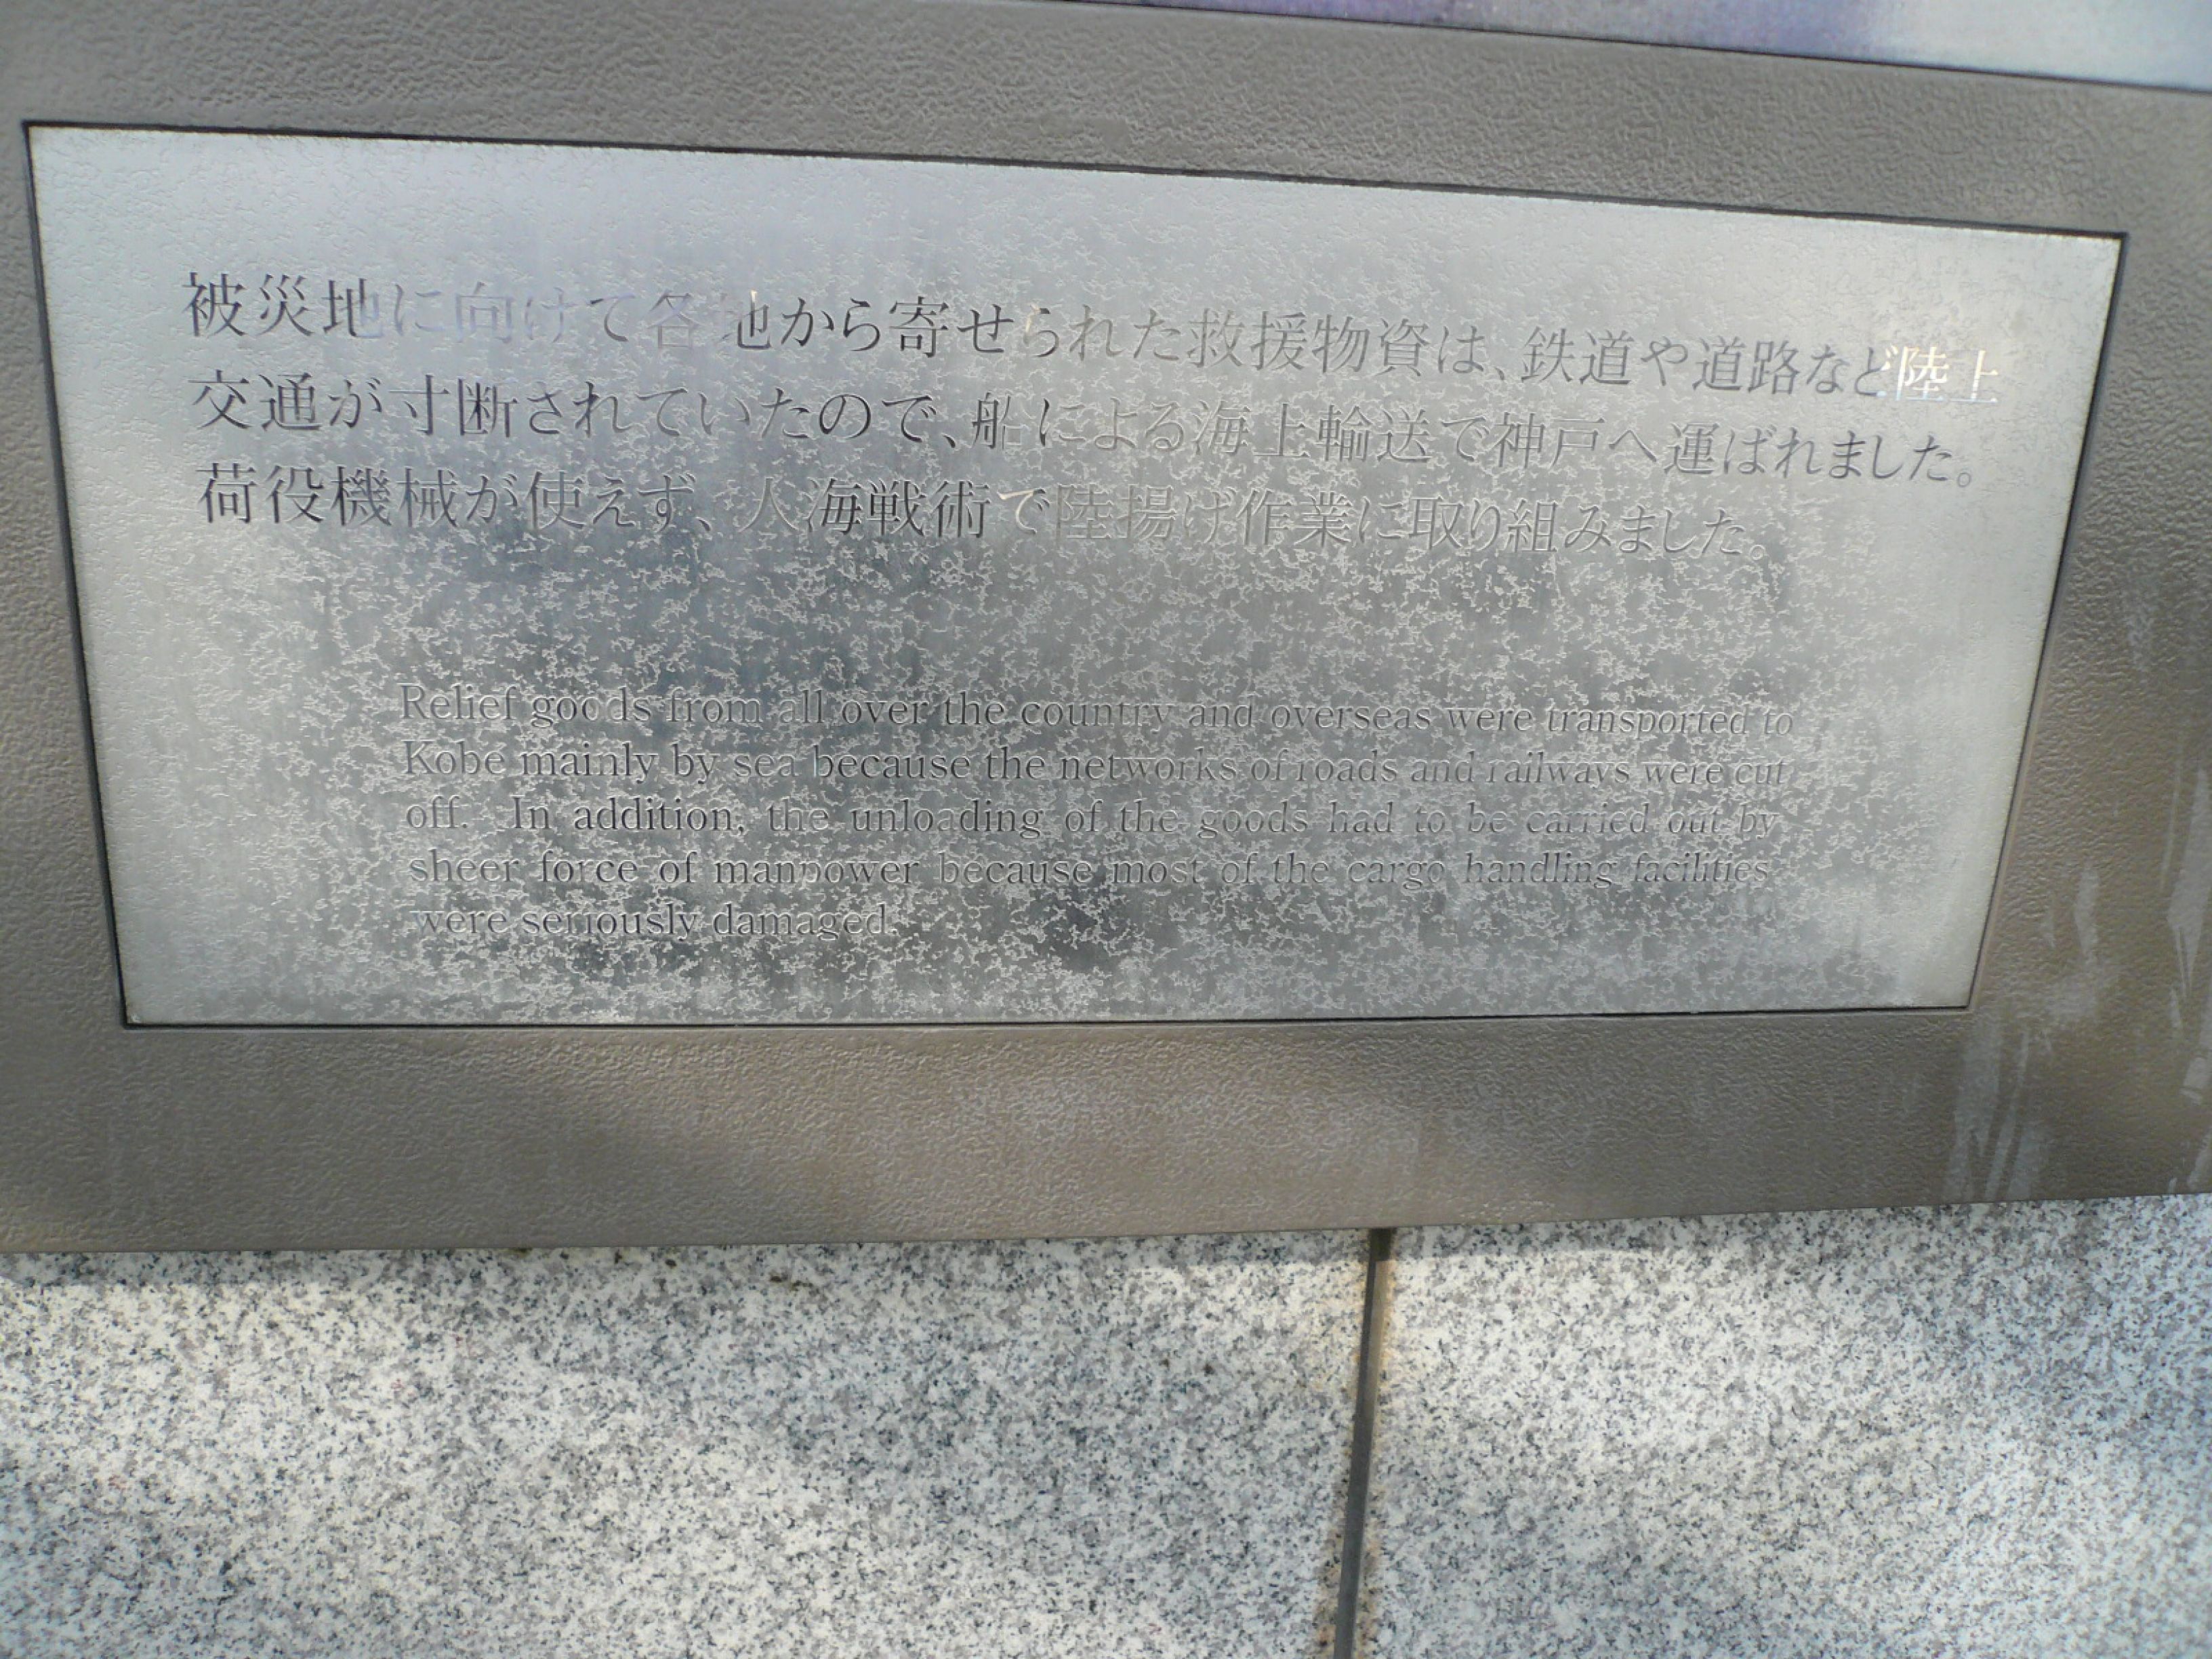 被災地に向けて各地から寄せられた救援物資は、鉄道や道路など陸上
交通が寸断されていたので、船による海上輸送で神戸へ運ばれました。
荷役機械が使えず、人海戦術で陸揚げ作業に取り組みました。
Relief goods from all over the country and overseas were transported to
Kobe mainly by sea because the networks of roads and railways were cut
off. In addition, the unloading of the goods had to be carried out by
sheer force of manpower because most of the cargo handling facilities
were seriously damaged.